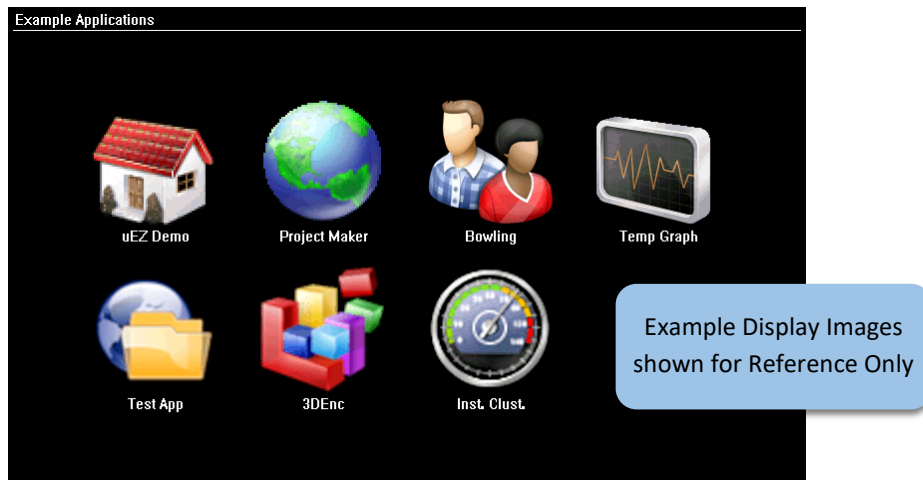 Example Applications
uEZ Demo
Project Maker
Bowling
Temp Graph
Test App
3DEnc
Inst. Clust.
Example Display Images
shown for Reference Only